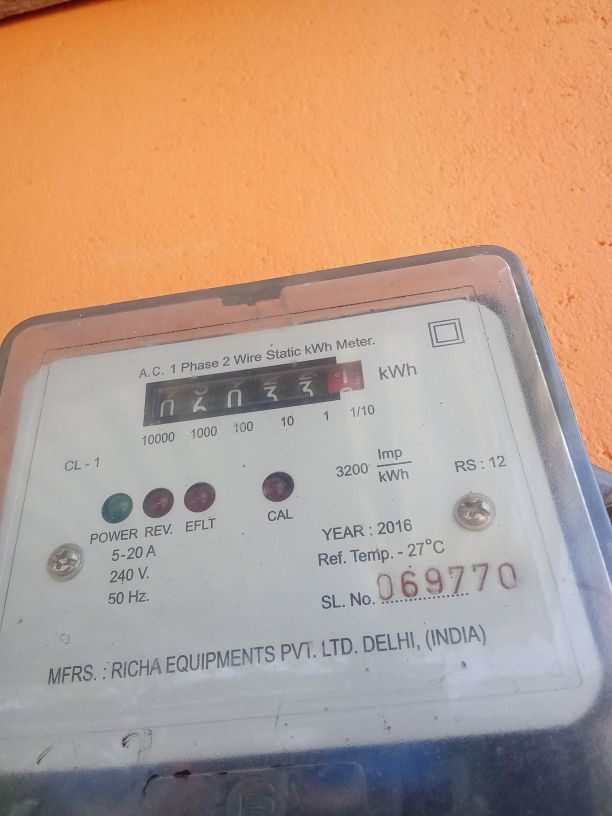 A.C. 1 Phase 2 Wire Static kWh Meter.
kWh
10000 1000 100 10 1 1/10
CL - 1
3200 Imp/kWh
RS : 12
POWER REV. EFLT CAL
5-20 A
240 V.
50 Hz.
YEAR : 2016
Ref. Temp. - 27°C
SL. No. 069770
MFRS. : RICHA EQUIPMENTS PVT. LTD. DELHI, (INDIA)